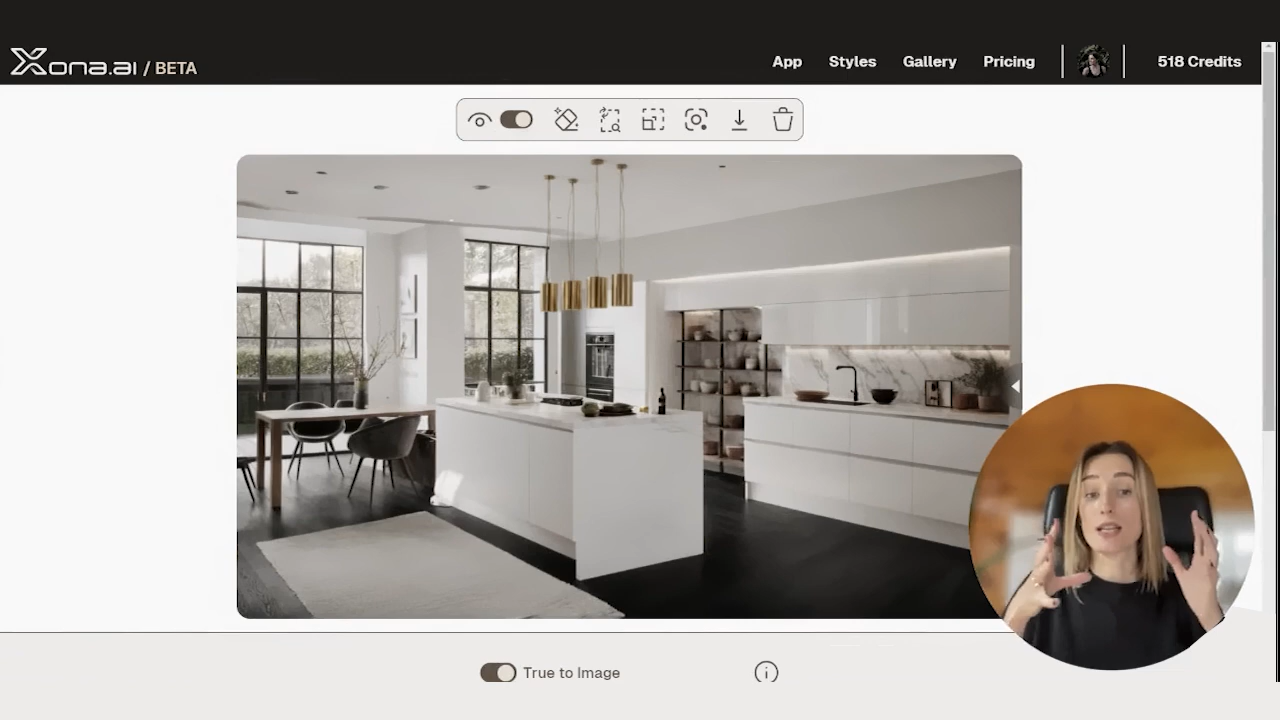 Xona.ai / BETA
App Styles Gallery Pricing 518 Credits
True to Image